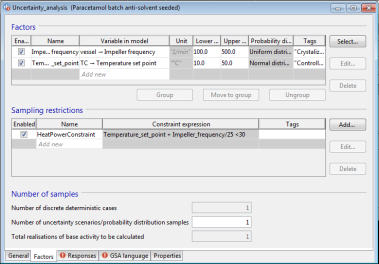 Uncertainty_analysis (Paracetamol batch anti-solvent seeded)
Factors
Ena... Name Variable in model Unit Lower ... Upper ... Probability di... Tags
Impe... frequency vessel → Impeller frequency "1/min" 100.0 500.0 Uniform distri... "Crystaliz...
Tem... _set_point TC → Temperature set point "°C" 10.0 50.0 Normal distri... "Controll...
Add new
Select...
Edit...
Delete
Group Move to group Ungroup
Sampling restrictions
Enabled Name Constraint expression Tags
HeatPowerConstraint Temperature_set_point + Impeller_frequency/25 <30
Add new
Add...
Edit...
Delete
Number of samples
Number of discrete deterministic cases 1
Number of uncertainty scenarios/probability distribution samples 1
Total realisations of base activity to be calculated 1
General Factors Responses GSA language Properties